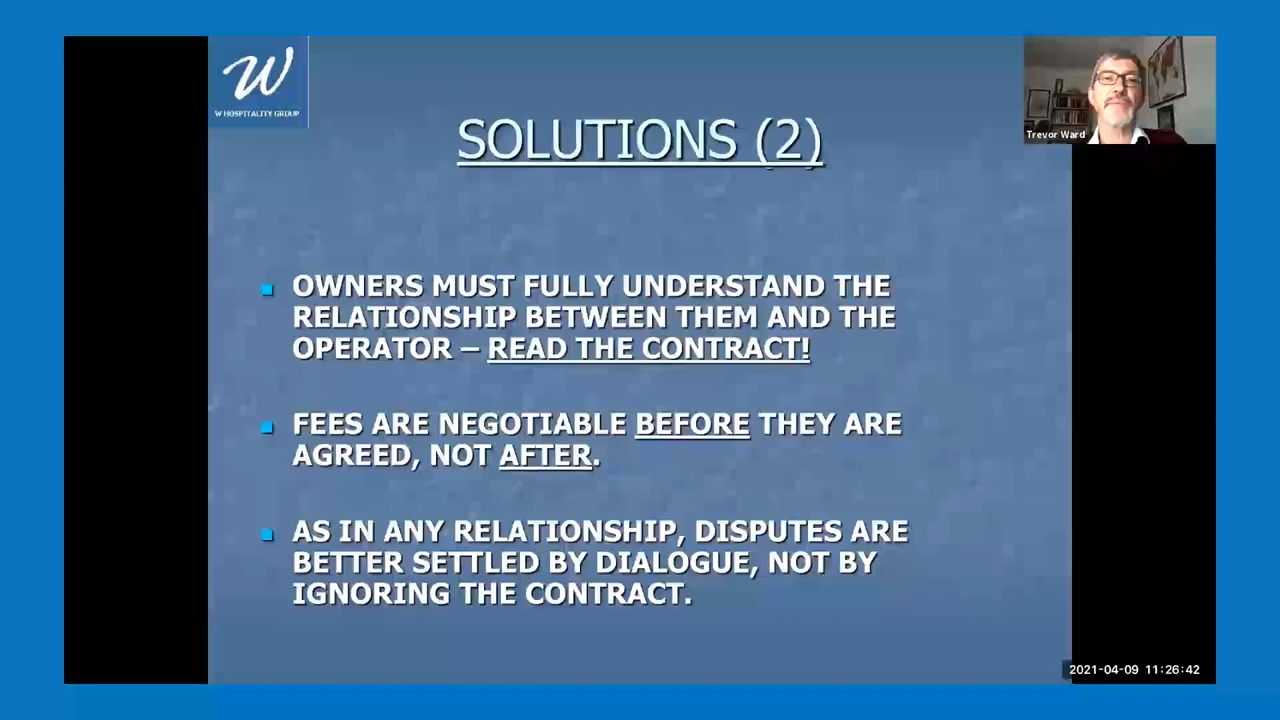 W
W HOSPITALITY GROUP
Trevor Ward
SOLUTIONS (2)
OWNERS MUST FULLY UNDERSTAND THE
RELATIONSHIP BETWEEN THEM AND THE
OPERATOR – READ THE CONTRACT!
FEES ARE NEGOTIABLE BEFORE THEY ARE
AGREED, NOT AFTER.
AS IN ANY RELATIONSHIP, DISPUTES ARE
BETTER SETTLED BY DIALOGUE, NOT BY
IGNORING THE CONTRACT.
2021-04-09 11:26:42